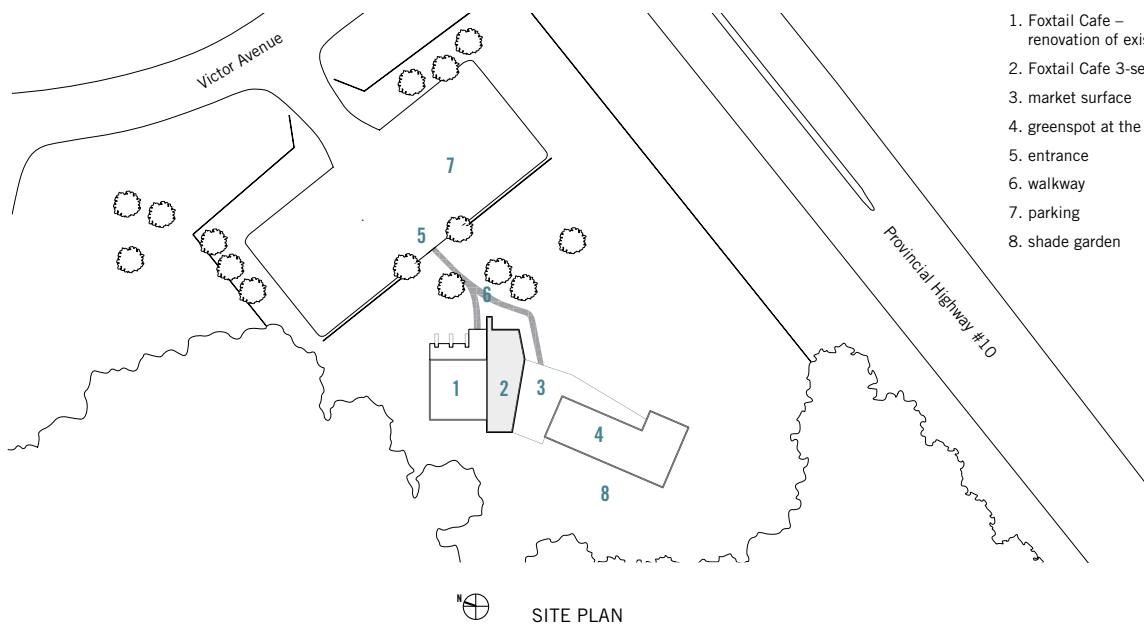 1. Foxtail Cafe –
renovation of exis
2. Foxtail Cafe 3-se
3. market surface
4. greenspot at the
5. entrance
6. walkway
7. parking
8. shade garden
Victor Avenue
Provincial Highway #10
7
5
6
1
2
3
4
8
N
SITE PLAN